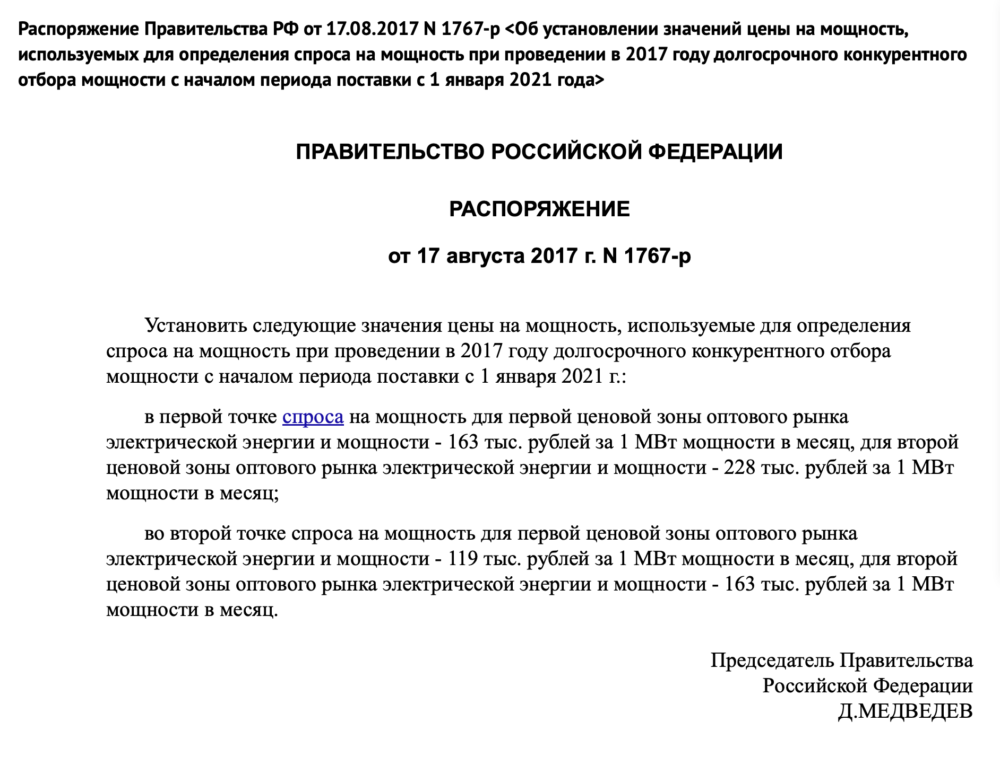 Распоряжение Правительства РФ от 17.08.2017 N 1767-р <Об установлении значений цены на мощность,
используемых для определения спроса на мощность при проведении в 2017 году долгосрочного конкурентного
отбора мощности с началом периода поставки с 1 января 2021 года>
ПРАВИТЕЛЬСТВО РОССИЙСКОЙ ФЕДЕРАЦИИ
РАСПОРЯЖЕНИЕ
от 17 августа 2017 г. N 1767-р
Установить следующие значения цены на мощность, используемые для определения
спроса на мощность при проведении в 2017 году долгосрочного конкурентного отбора
мощности с началом периода поставки с 1 января 2021 г.:
в первой точке спроса на мощность для первой ценовой зоны оптового рынка
электрической энергии и мощности - 163 тыс. рублей за 1 МВт мощности в месяц, для второй
ценовой зоны оптового рынка электрической энергии и мощности - 228 тыс. рублей за 1 МВт
мощности в месяц;
во второй точке спроса на мощность для первой ценовой зоны оптового рынка
электрической энергии и мощности - 119 тыс. рублей за 1 МВт мощности в месяц, для второй
ценовой зоны оптового рынка электрической энергии и мощности - 163 тыс. рублей за 1 МВт
мощности в месяц.
Председатель Правительства
Российской Федерации
Д.МЕДВЕДЕВ